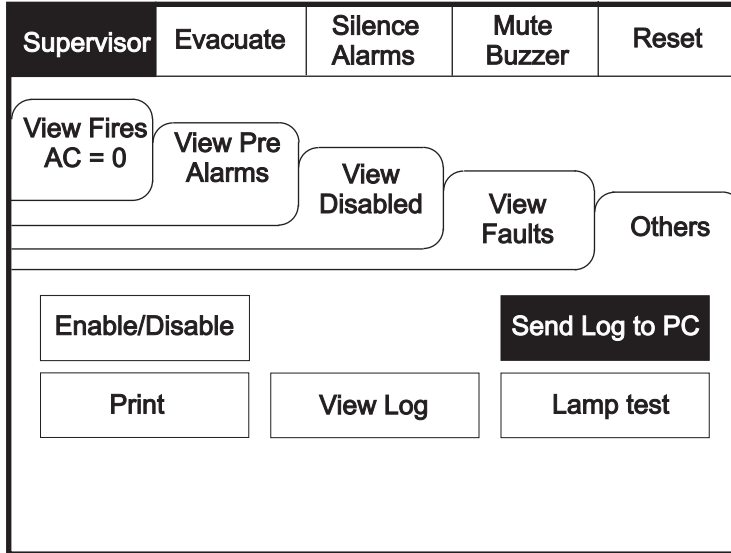 Supervisor
Evacuate
Silence
Alarms
Mute
Buzzer
Reset
View Fires
AC = 0
View Pre
Alarms
View
Disabled
View
Faults
Others
Enable/Disable
Send Log to PC
Print
View Log
Lamp test